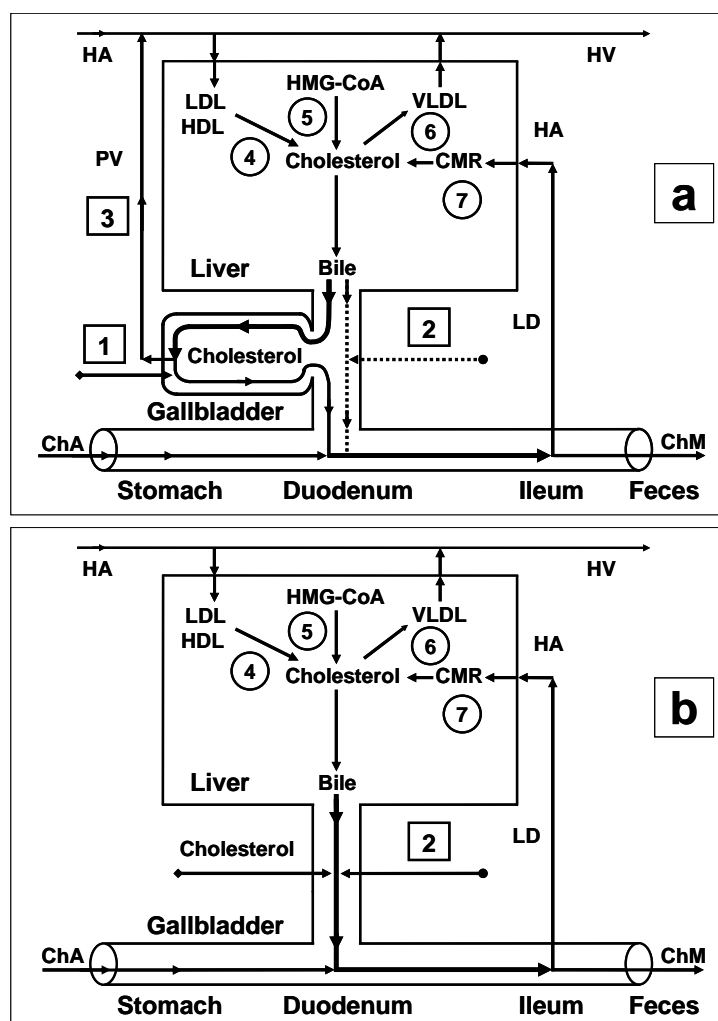 HA HV
HMG-CoA
LDL VLDL
HDL 5 6 HA
4 Cholesterol CMR
PV 7 a
3
Liver Bile
1 2 LD
Cholesterol
Gallbladder
ChA ChM
Stomach Duodenum Ileum Feces
HA HV
HMG-CoA
LDL VLDL
HDL 5 6 HA
4 Cholesterol CMR
7 b
Liver Bile
Cholesterol 2 LD
Gallbladder
ChA ChM
Stomach Duodenum Ileum Feces